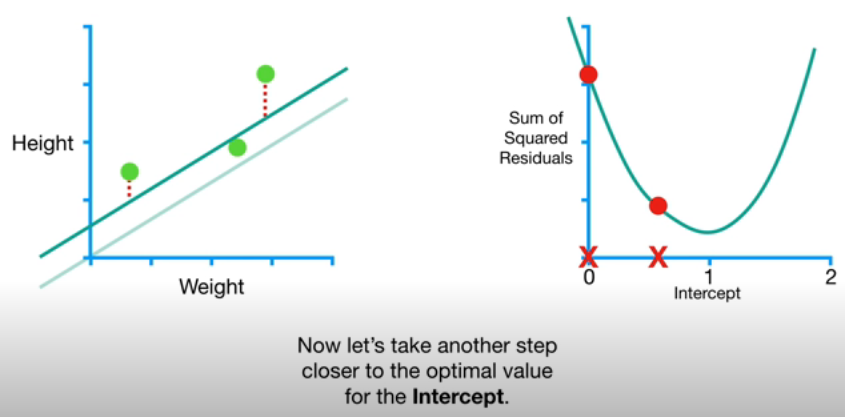 Height
Weight
Sum of
Squared
Residuals
0
1
2
Intercept
Now let's take another step
closer to the optimal value
for the Intercept.